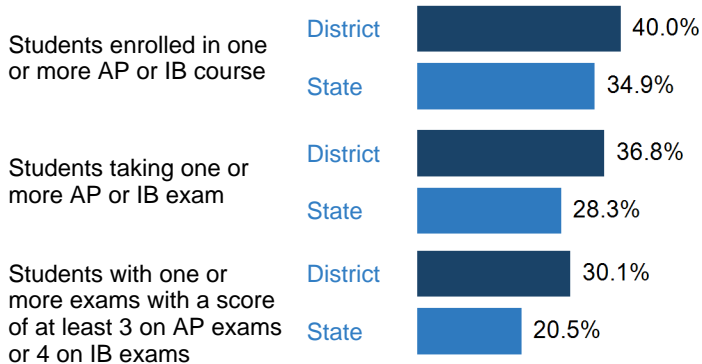 Students enrolled in one
or more AP or IB course
District
40.0%
State
34.9%
Students taking one or
more AP or IB exam
District
36.8%
State
28.3%
Students with one or
more exams with a score
of at least 3 on AP exams
or 4 on IB exams
District
30.1%
State
20.5%